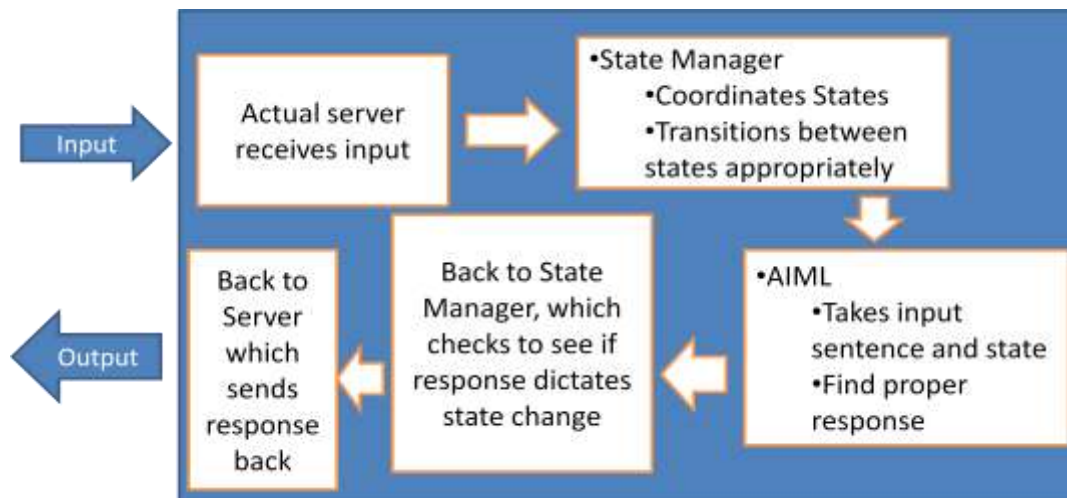 Input
Actual server
receives input
•State Manager
•Coordinates States
•Transitions between
states appropriately
•AIML
•Takes input
sentence and state
•Find proper
response
Back to State
Manager, which
checks to see if
response dictates
state change
Back to
Server
which
sends
response
back
Output